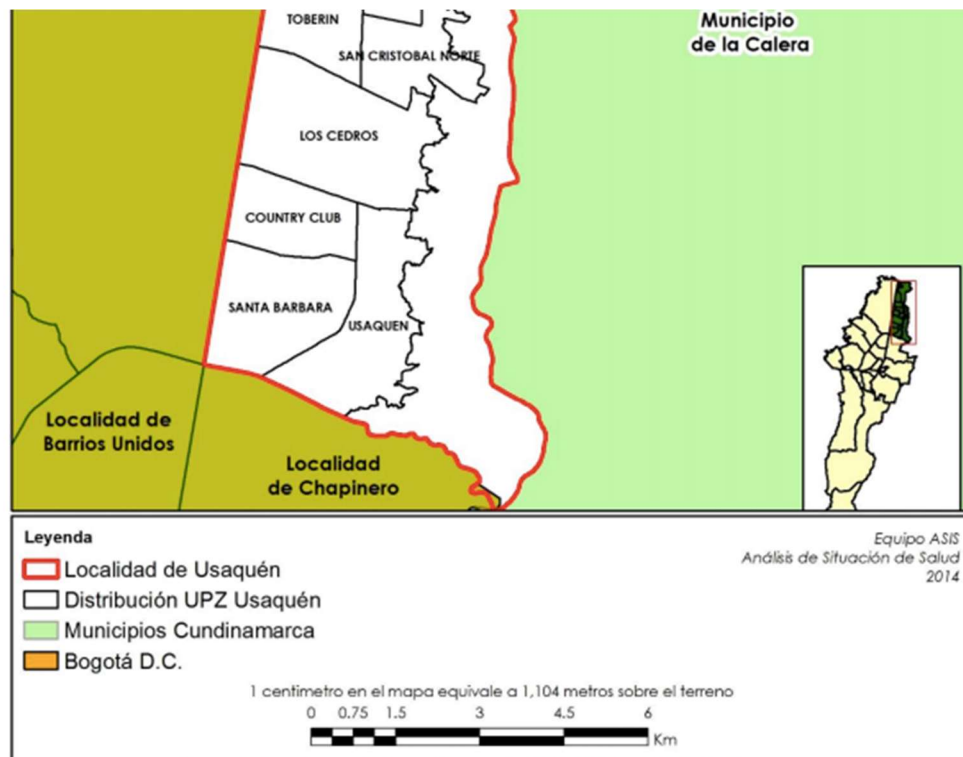 TOBERIN
SAN CRISTOBAL NORTE
Municipio
de la Calera
LOS CEDROS
COUNTRY CLUB
SANTA BARBARA
USAQUEN
Localidad de
Barrios Unidos
Localidad
de Chapinero
Leyenda
Localidad de Usaquén
Distribución UPZ Usaquén
Municipios Cundinamarca
Bogotá D.C.
Equipo ASIS
Análisis de Situación de Salud
2014
1 centimetro en el mapa equivale a 1,104 metros sobre el terreno
0 0.75 1.5 3 4.5 6
Km